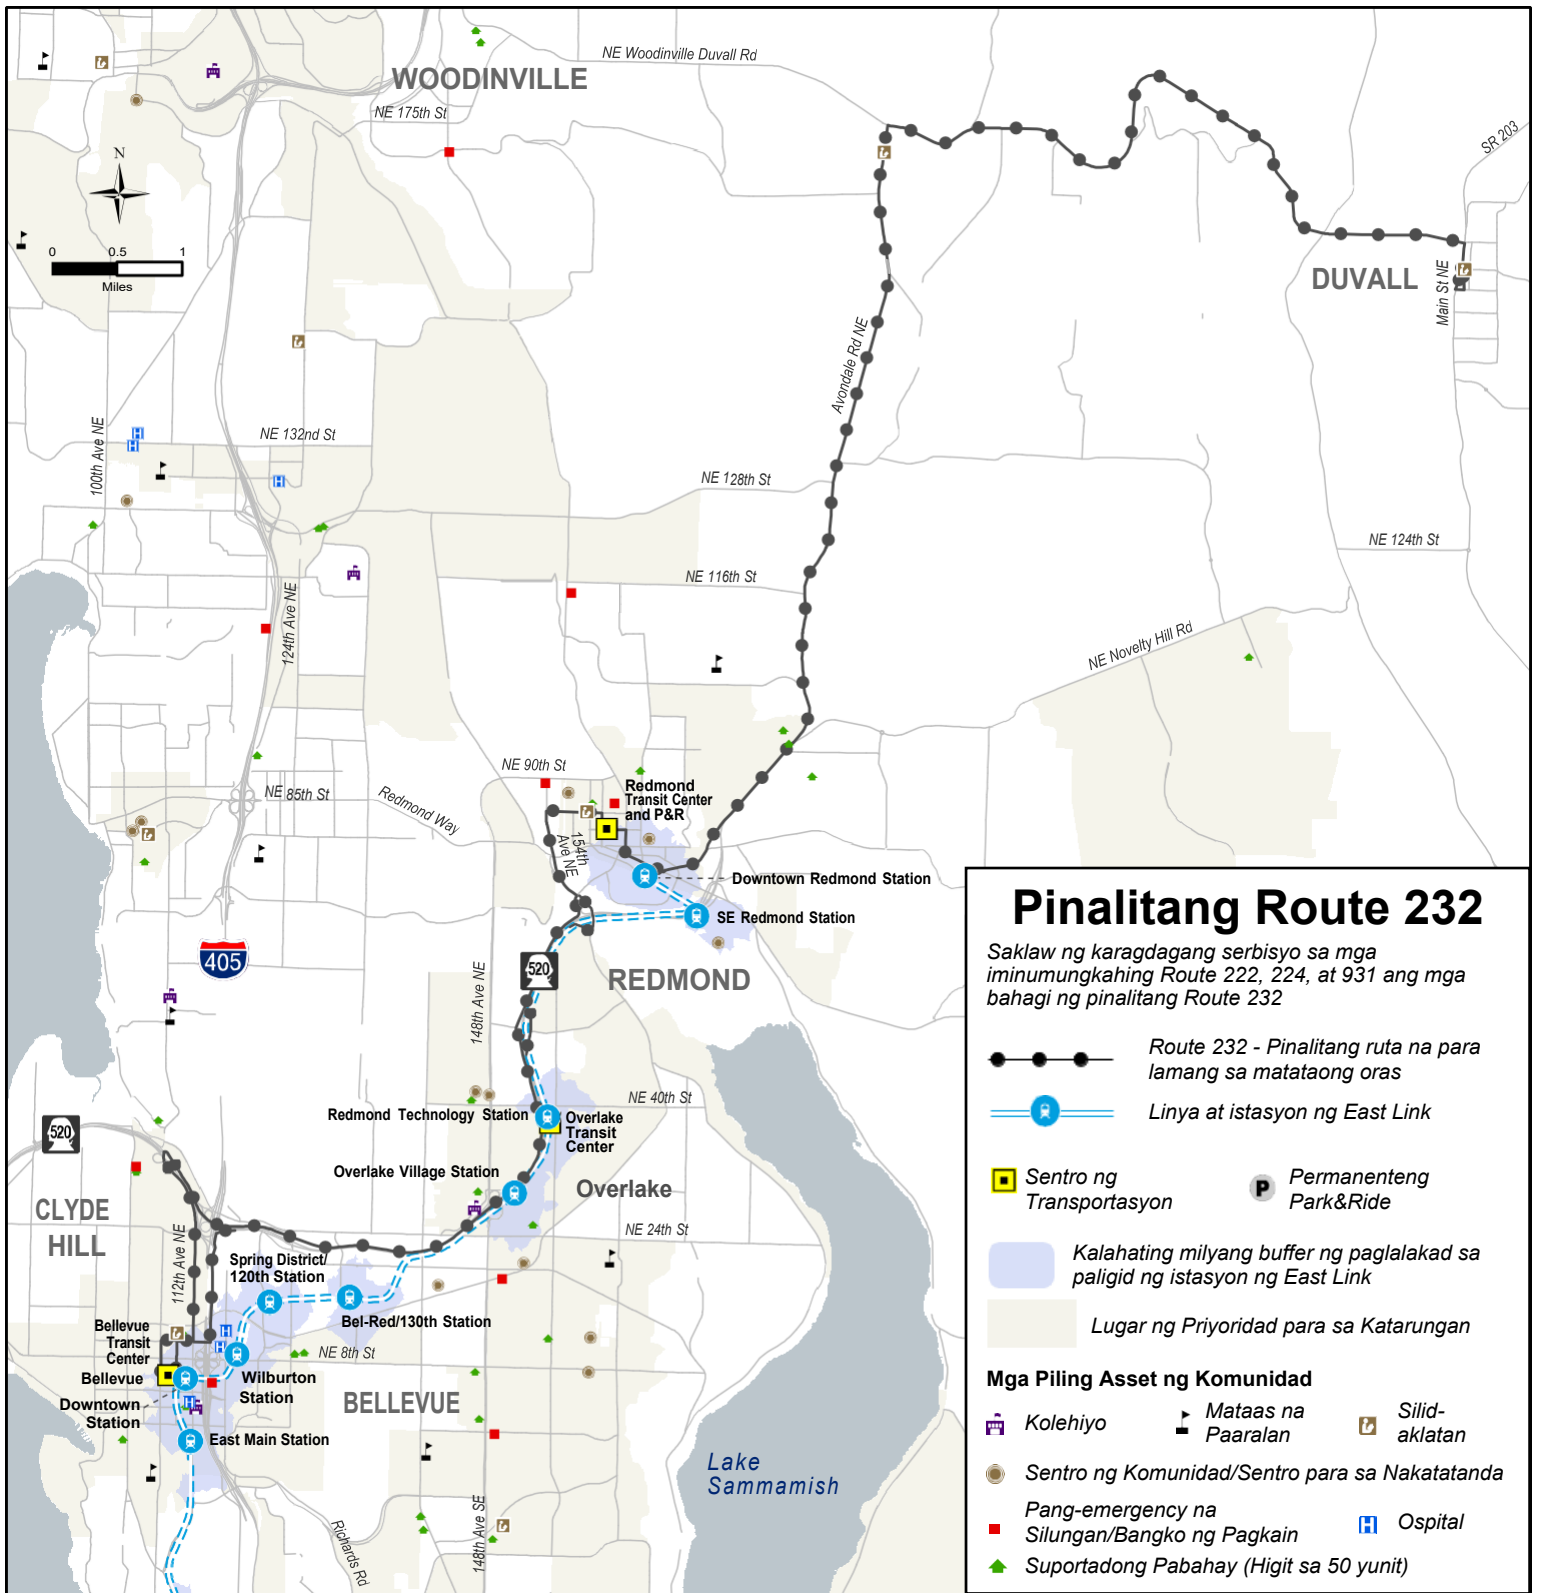 NE Woodinville Duvall Rd
WOODINVILLE
NE 175th St
SR 203
N
0 0.5 1
Miles
DUVALL
Main St NE
Avondale Rd NE
100th Ave NE
NE 132nd St
NE 128th St
NE 124th St
NE 116th St
124th Ave NE
NE Novelty Hill Rd
NE 90th St
Redmond
Transit Center
and P&R
NE 85th St
Redmond Way
154th
Ave NE
Downtown Redmond Station
SE Redmond Station
405
520
REDMOND
148th Ave NE
NE 40th St
Redmond Technology Station
Overlake
Transit
Center
520
Overlake Village Station
Overlake
CLYDE
HILL
112th Ave NE
NE 24th St
Spring District/
120th Station
Bel-Red/130th Station
Bellevue
Transit
Center
NE 8th St
Bellevue
Downtown
Station
Wilburton
Station
BELLEVUE
East Main Station
Lake
Sammamish
148th Ave SE
Richards Rd
Pinalitang Route 232
Saklaw ng karagdagang serbisyo sa mga
iminumungkahing Route 222, 224, at 931 ang mga
bahagi ng pinalitang Route 232
Route 232 - Pinalitang ruta na para
lamang sa matataong oras
Linya at istasyon ng East Link
Sentro ng
Transportasyon
P
Permanenteng
Park&Ride
Kalahating milyang buffer ng paglalakad sa
paligid ng istasyon ng East Link
Lugar ng Priyoridad para sa Katarungan
Mga Piling Asset ng Komunidad
Kolehiyo
Mataas na
Paaralan
Silid-
aklatan
Sentro ng Komunidad/Sentro para sa Nakatatanda
Pang-emergency na
Silungan/Bangko ng Pagkain
Ospital
Suportadong Pabahay (Higit sa 50 yunit)